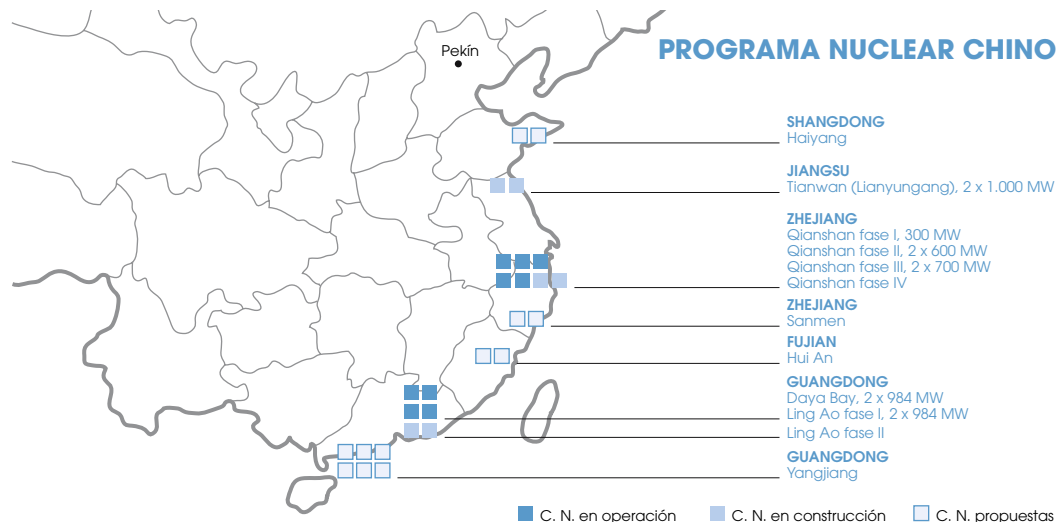 PROGRAMA NUCLEAR CHINO
Pekín
SHANGDONG
Haiyang
JIANGSU
Tianwan (Lianyungang), 2 x 1.000 MW
ZHEJIANG
Qianshan fase I, 300 MW
Qianshan fase II, 2 x 600 MW
Qianshan fase III, 2 x 700 MW
Qianshan fase IV
ZHEJIANG
Sanmen
FUJIAN
Hui An
GUANGDONG
Daya Bay, 2 x 984 MW
Ling Ao fase I, 2 x 984 MW
Ling Ao fase II
GUANGDONG
Yangjiang
C. N. en operación
C. N. en construcción
C. N. propuestas